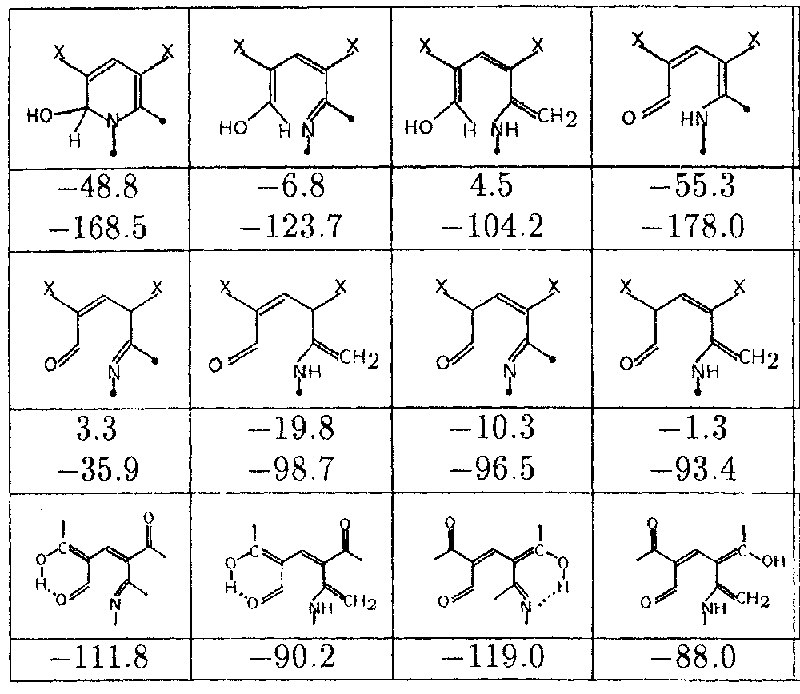 X X X X X X X X
HO H N HO H N HO H NH CH2 O HN
−48.8 −6.8 4.5 −55.3
−168.5 −123.7 −104.2 −178.0
X X X X X X X X
O N O NH CH2 O N O NH CH2
3.3 −19.8 −10.3 −1.3
−35.9 −98.7 −96.5 −93.4
O O O O
C C C C
O O O OH
H H H
O O O O
N NH CH2 N NH CH2
−111.8 −90.2 −119.0 −88.0